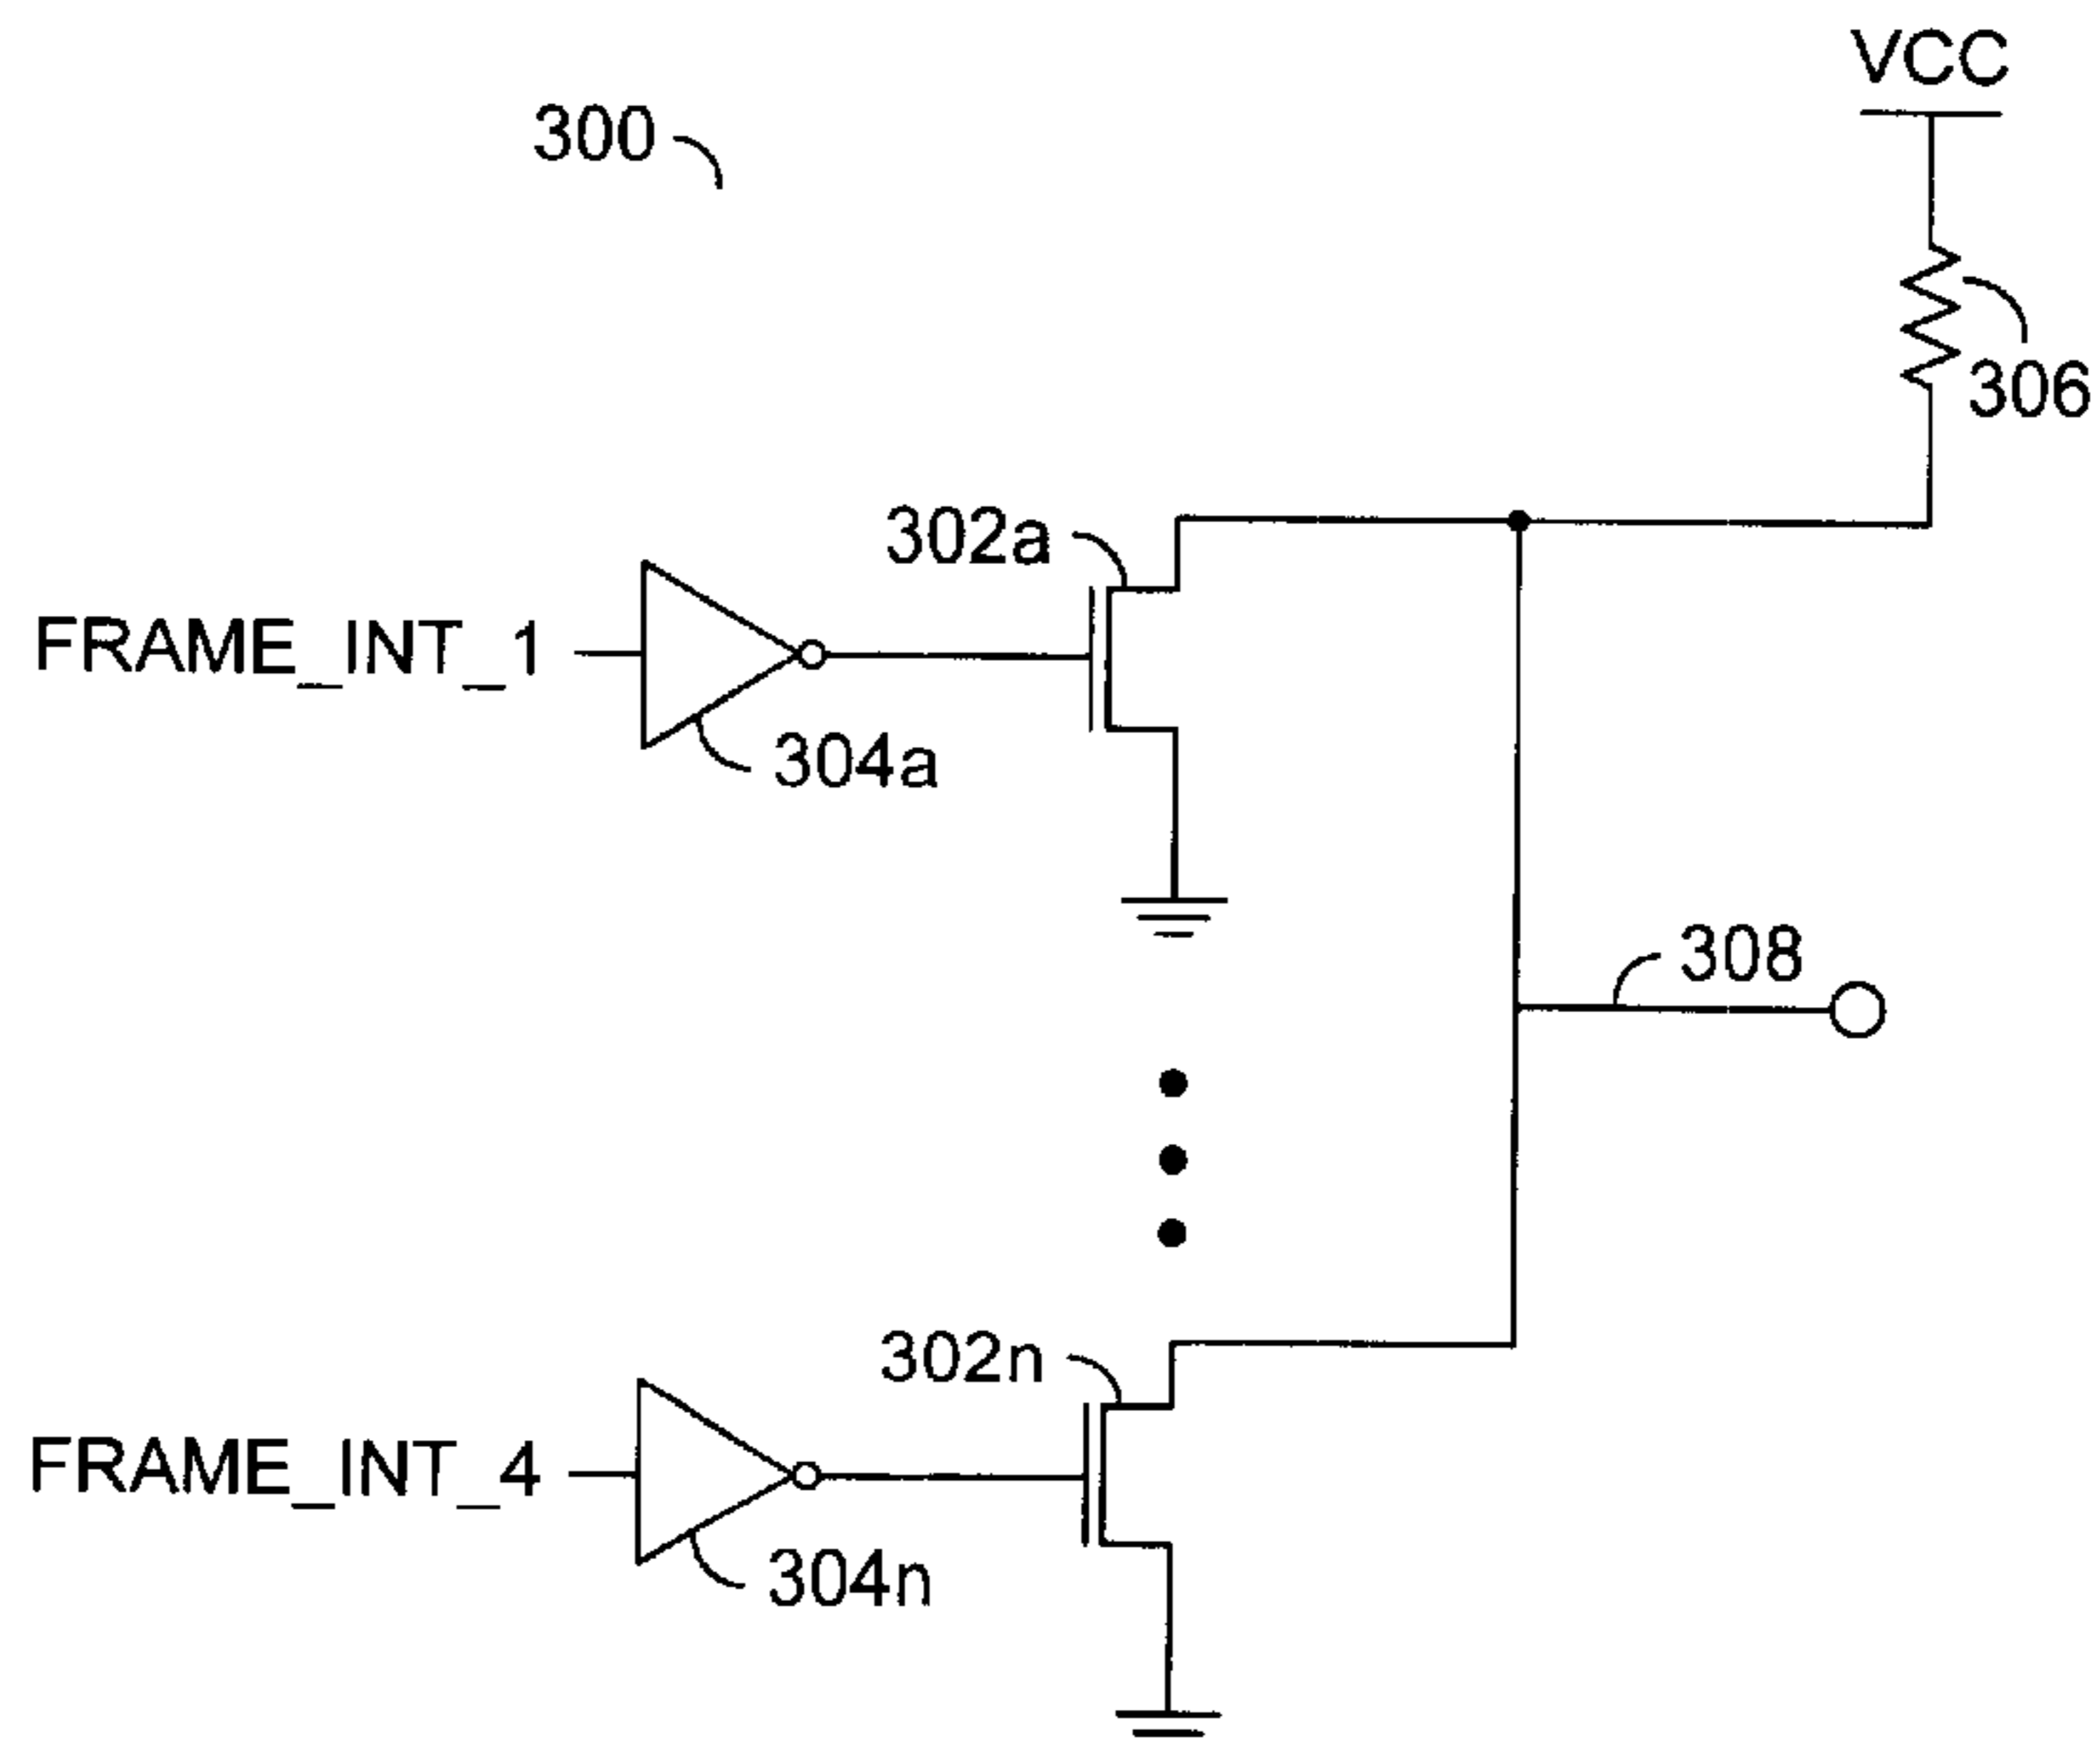 VCC
300
306
302a
FRAME_INT_1
304a
308
302n
FRAME_INT_4
304n